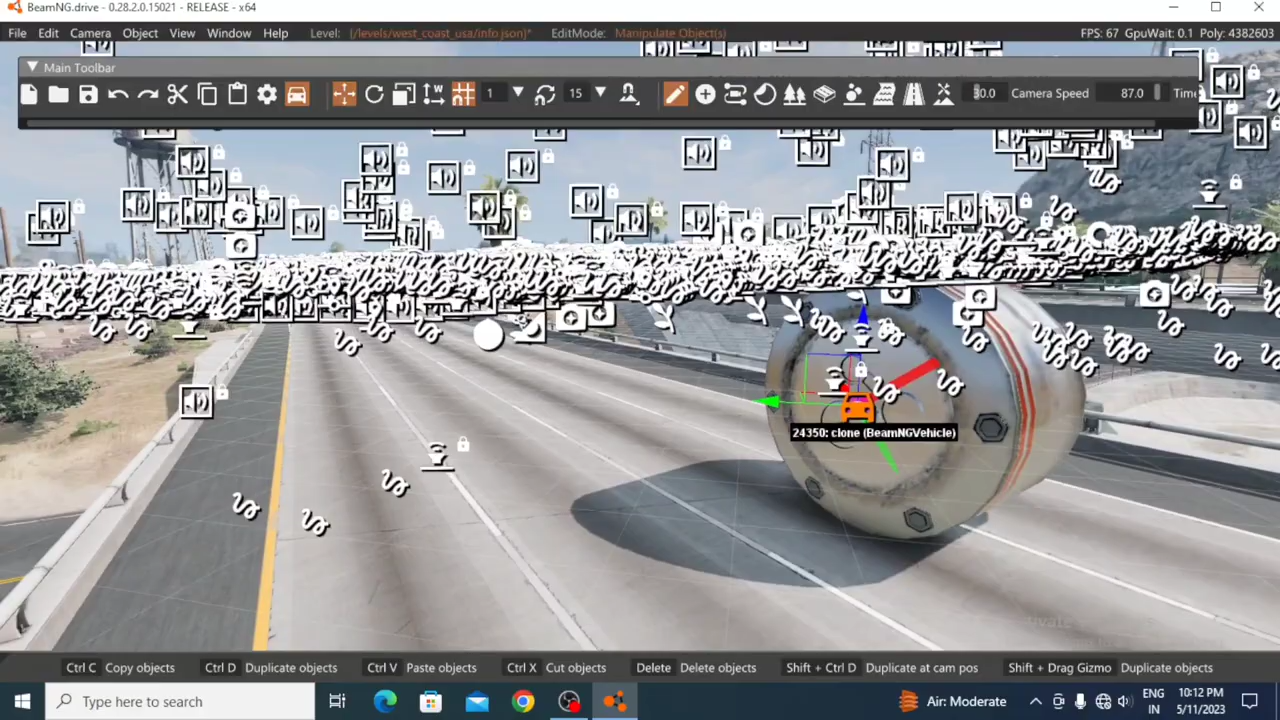 BeamNG.drive - 0.28.2.0.15021 - RELEASE - x64
File Edit Camera Object View Window Help Level: (/levels/west_coast_usa/info.json)* EditMode: Manipulate Object(s) FPS: 67 GpuWait: 0.1 Poly: 4382603
Main Toolbar
1 15 30.0 Camera Speed 87.0 Time
24350: clone (BeamNGVehicle)
Ctrl C Copy objects Ctrl D Duplicate objects Ctrl V Paste objects Ctrl X Cut objects Delete Delete objects Shift + Ctrl D Duplicate at cam pos Shift + Drag Gizmo Duplicate objects
Type here to search
Air: Moderate
ENG
IN
10:12 PM
5/11/2023